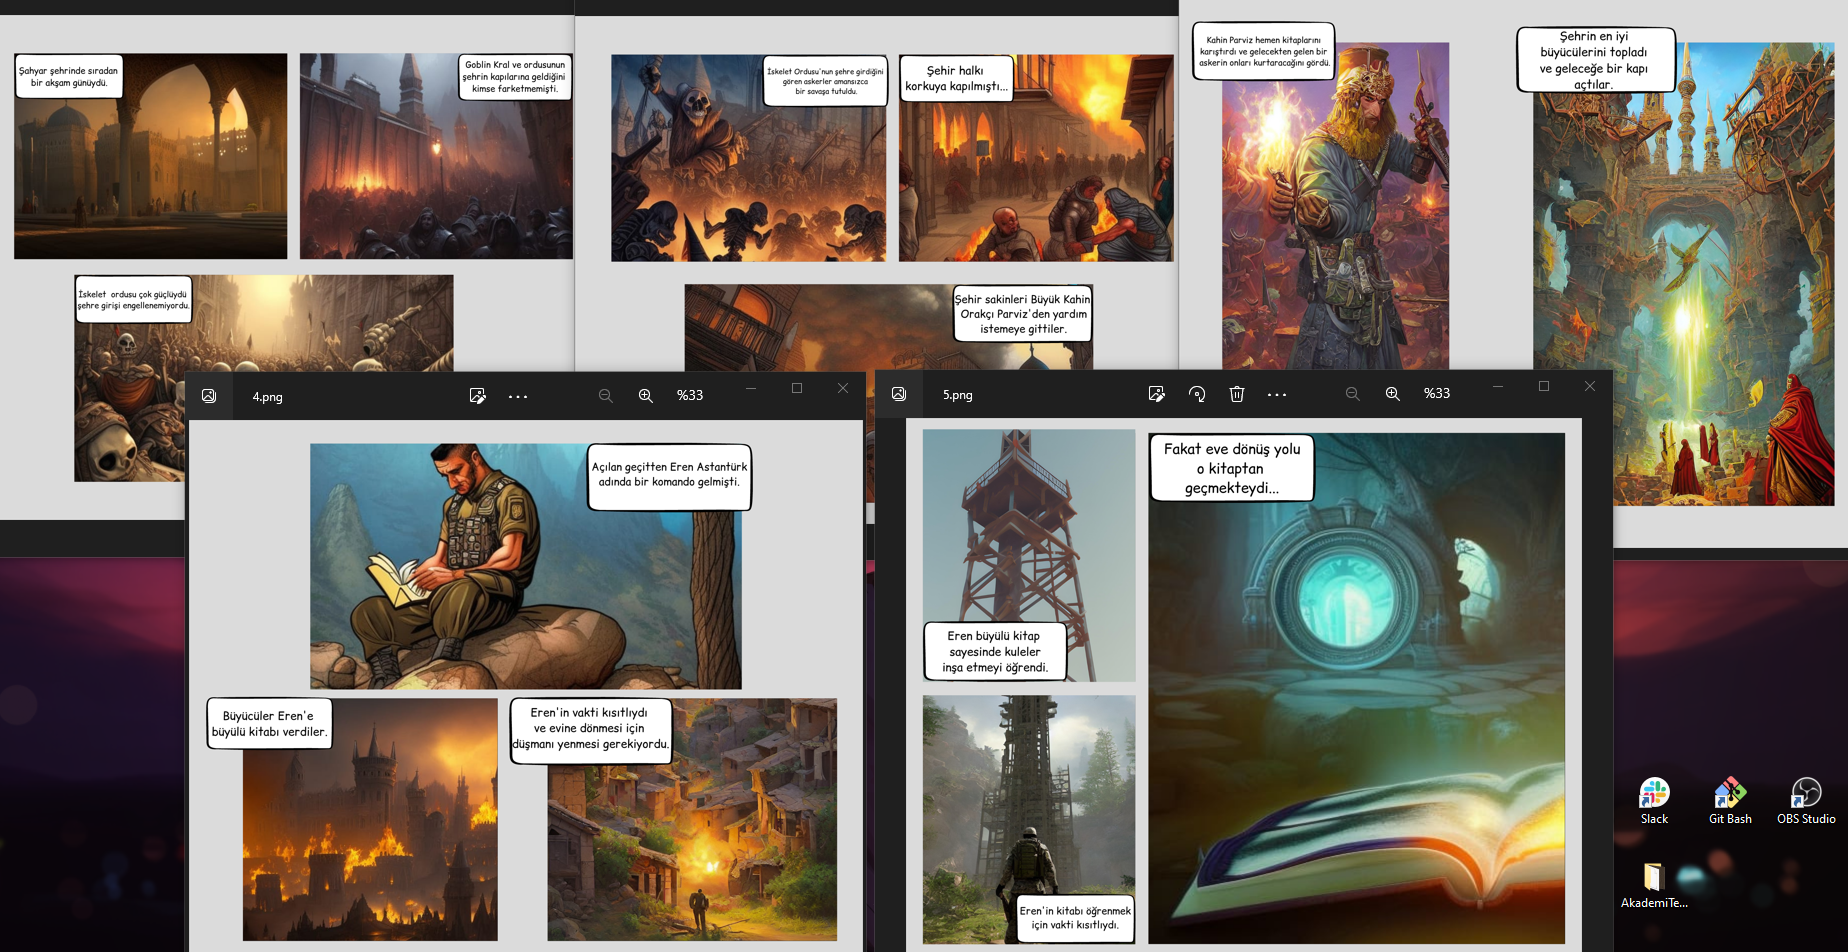 Şahyar şehrinde sıradan
bir akşam günüydü.
Goblin Kral ve ordusunun
şehrin kapılarına geldiğini
kimse farketmemişti.
İskelet ordusu çok güçlüydü
şehre girişi engellenemiyordu.
İskelet Ordusu'nun şehre girdiğini
gören askerler amansızca
bir savaşa tutuldu.
Şehir halkı
korkuya kapılmıştı...
Şehir sakinleri Büyük Kahin
Orakçı Parviz'den yardım
istemeye gittiler.
Kahin Parviz hemen kitaplarını
karıştırdı ve gelecekten gelen bir
askerin onları kurtaracağını gördü.
Şehrin en iyi
büyücülerini topladı
ve geleceğe bir kapı
açtılar.
4.png
%33
Açılan geçitten Eren Astantürk
adında bir komando gelmişti.
Büyücüler Eren'e
büyülü kitabı verdiler.
Eren'in vakti kısıtlıydı
ve evine dönmesi için
düşmanı yenmesi gerekiyordu.
5.png
%33
Eren büyülü kitap
sayesinde kuleler
inşa etmeyi öğrendi.
Fakat eve dönüş yolu
o kitaptan
geçmekteydi...
Eren'in kitabı öğrenmek
için vakti kısıtlıydı.
Slack
Git Bash
OBS Studio
AkademiTe...